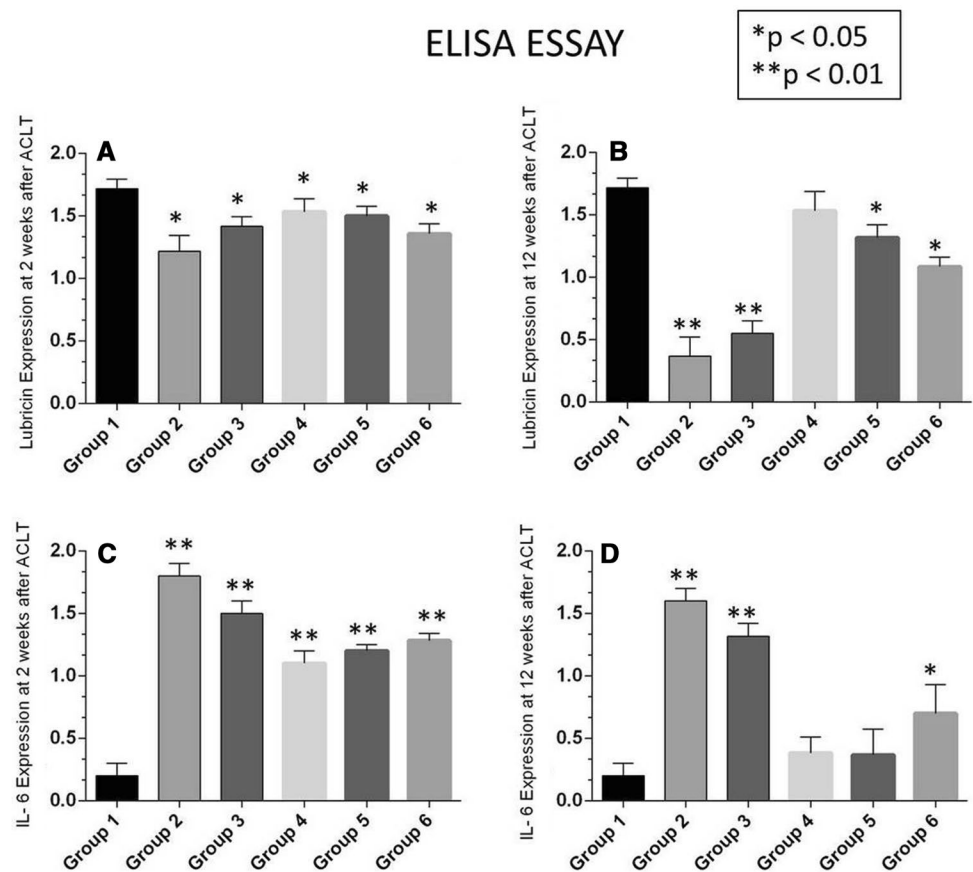 ELISA ESSAY
*p < 0.05
**p < 0.01
A
Lubricin Expression at 2 weeks after ACLT
2.0
1.5
1.0
0.5
0.0
*
*
*
*
*
Group 1
Group 2
Group 3
Group 4
Group 5
Group 6
B
Lubricin Expression at 12 weeks after ACLT
2.0
1.5
1.0
0.5
0.0
**
**
*
*
Group 1
Group 2
Group 3
Group 4
Group 5
Group 6
C
IL- 6 Expression at 2 weeks after ACLT
2.0
1.5
1.0
0.5
0.0
**
**
**
**
**
Group 1
Group 2
Group 3
Group 4
Group 5
Group 6
D
IL- 6 Expression at 12 weeks after ACLT
2.0
1.5
1.0
0.5
0.0
**
**
*
Group 1
Group 2
Group 3
Group 4
Group 5
Group 6